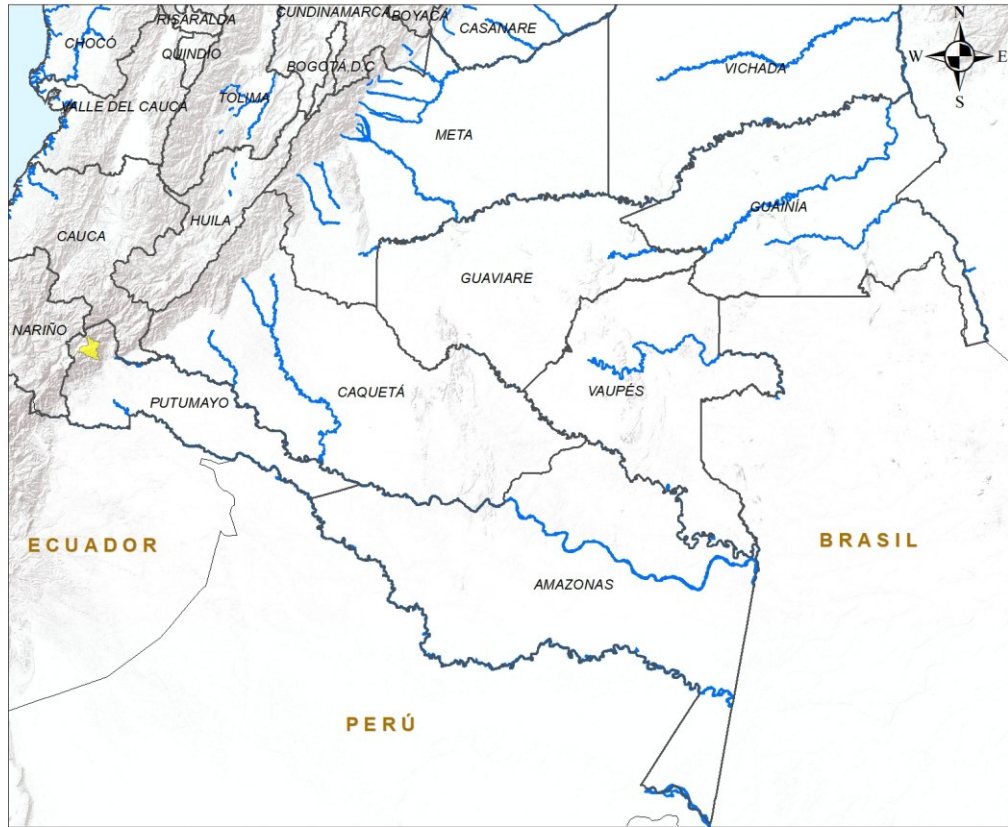 RISARALDA
CUNDINAMARCA
BOYACÁ
CASANARE
N
CHOCÓ
QUINDÍO
BOGOTÁ D.C
W
E
VICHADA
S
VALLE DEL CAUCA
TOLIMA
META
HUILA
GUAINÍA
CAUCA
GUAVIARE
NARIÑO
PUTUMAYO
CAQUETÁ
VAUPÉS
ECUADOR
BRASIL
AMAZONAS
PERÚ